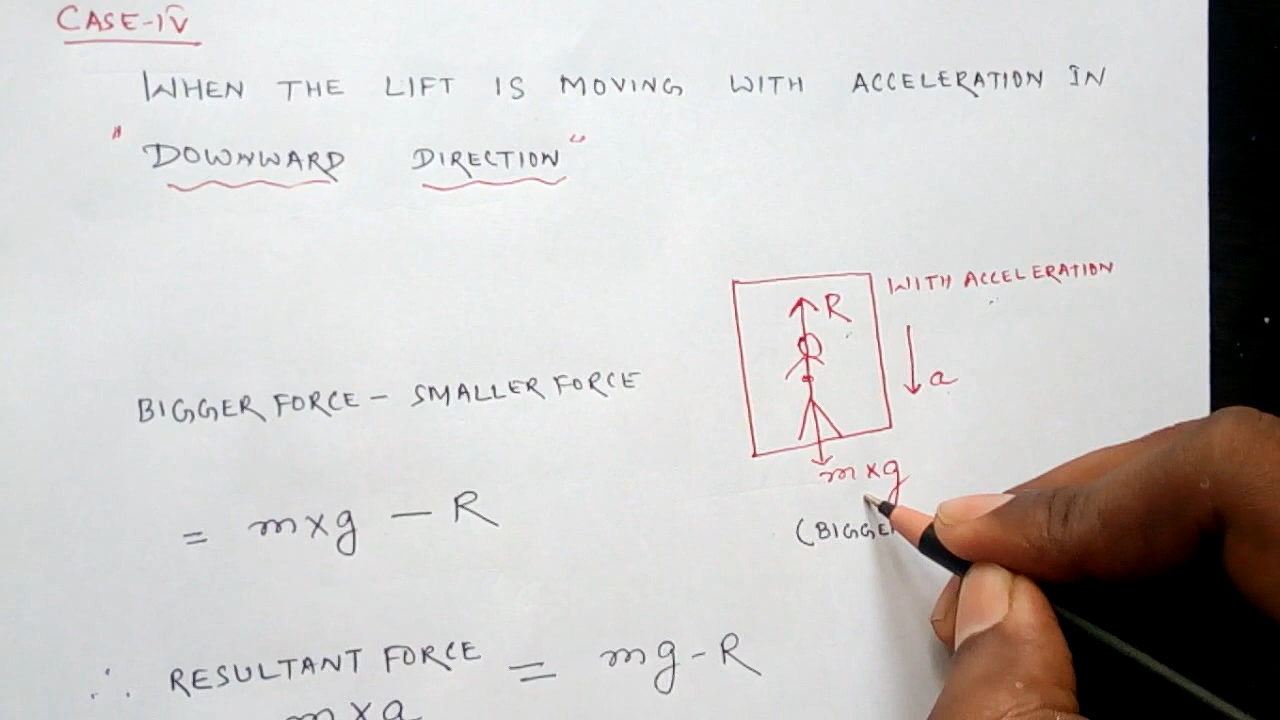 CASE-IV
WHEN THE LIFT IS MOVING WITH ACCELERATION IN
"DOWNWARD DIRECTION"
WITH ACCELERATION
R
a
BIGGER FORCE - SMALLER FORCE
m×g
= m×g - R
(BIGGER
∴ RESULTANT FORCE = mg-R
m×a